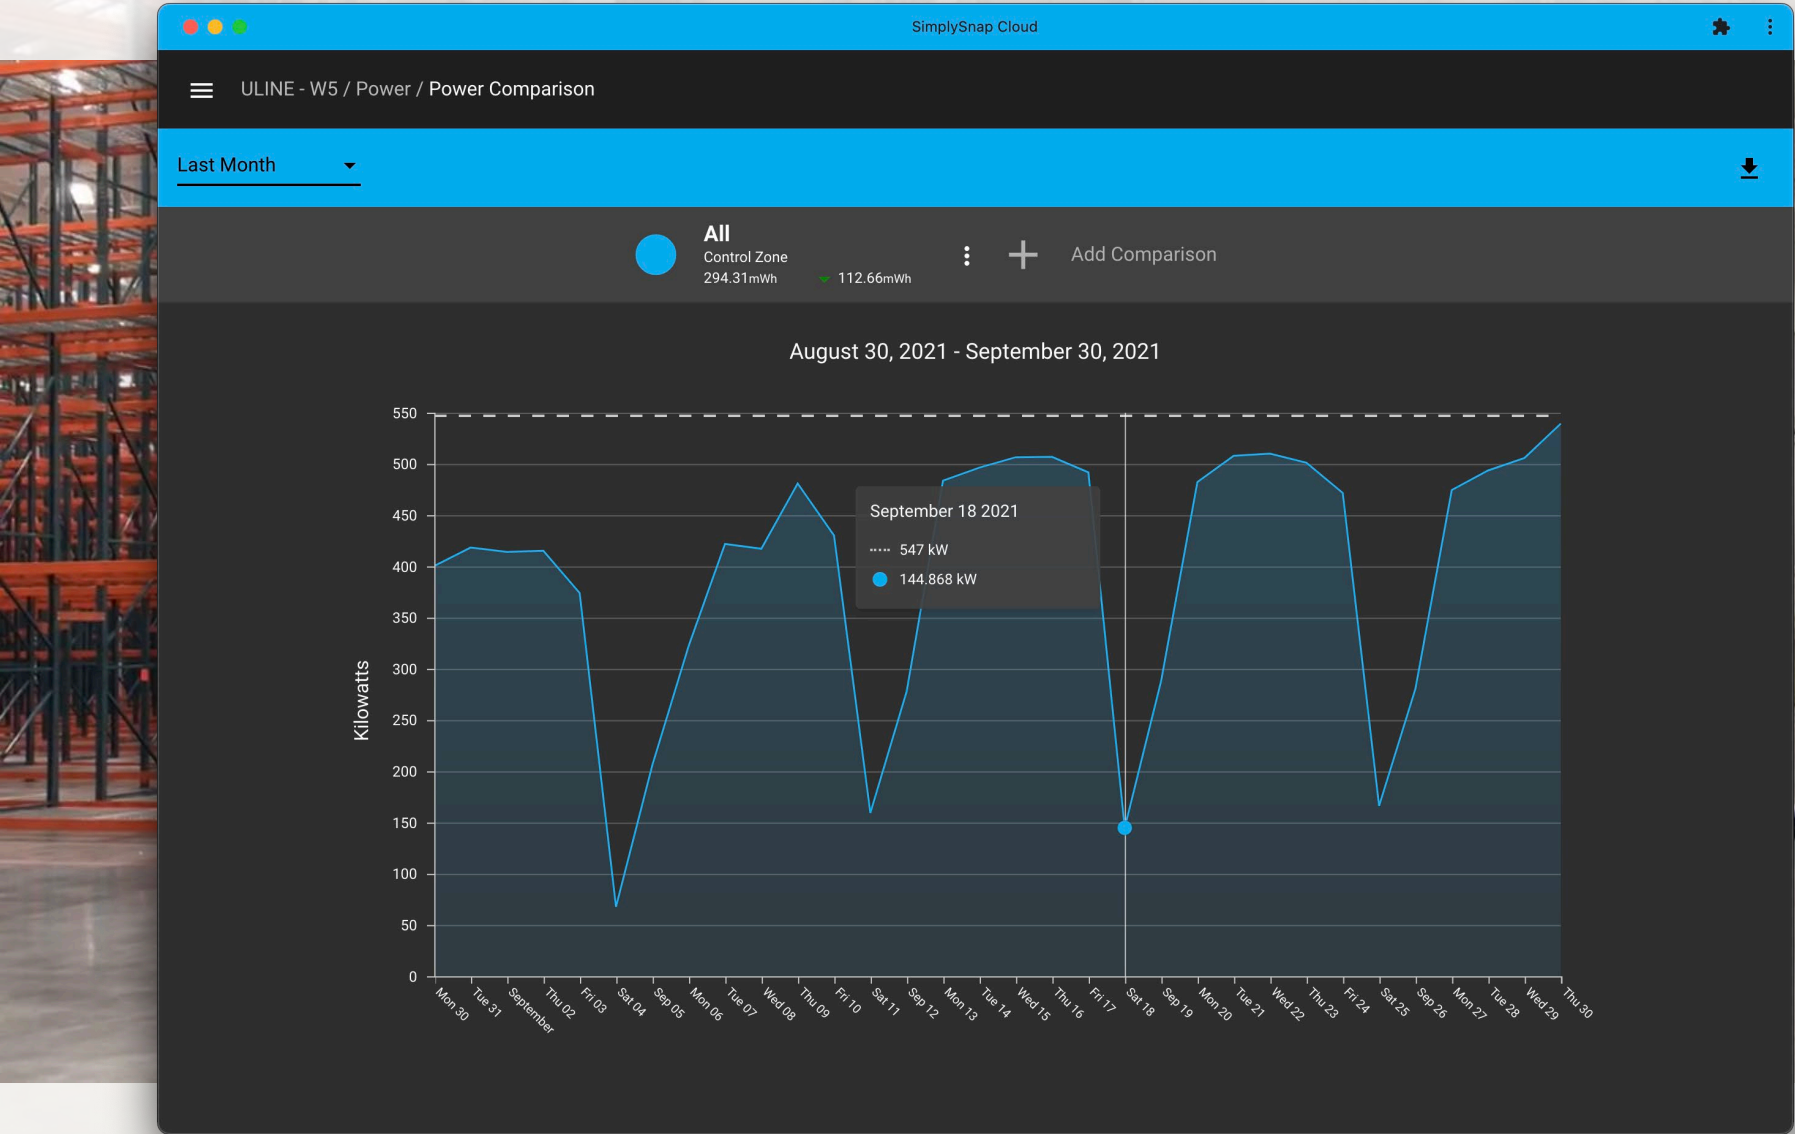 SimplySnap Cloud
ULINE - W5 / Power / Power Comparison
Last Month
All
Control Zone
294.31mWh 112.66mWh
Add Comparison
August 30, 2021 - September 30, 2021
550
500
450
400
350
300
250
200
150
100
50
0
Kilowatts
September 18 2021
547 kW
144.868 kW
Mon 30
Tue 31
September
Thu 02
Fri 03
Sat 04
Sep 05
Mon 06
Tue 07
Wed 08
Thu 09
Fri 10
Sat 11
Sep 12
Mon 13
Tue 14
Wed 15
Thu 16
Fri 17
Sat 18
Sep 19
Mon 20
Tue 21
Wed 22
Thu 23
Fri 24
Sat 25
Sep 26
Mon 27
Tue 28
Wed 29
Thu 30